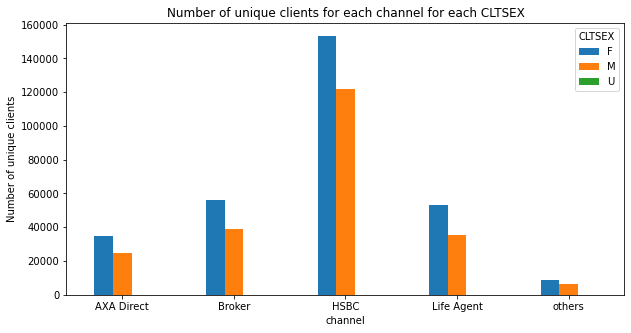 Number of unique clients for each channel for each CLTSEX
CLTSEX
F
M
U
160000
140000
120000
100000
80000
60000
40000
20000
0
Number of unique clients
AXA Direct Broker HSBC Life Agent others
channel